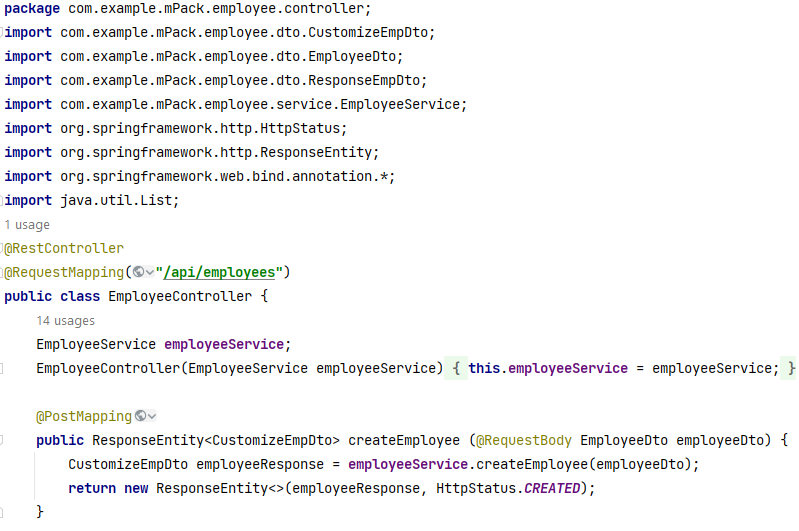 package com.example.mPack.employee.controller;
import com.example.mPack.employee.dto.CustomizeEmpDto;
import com.example.mPack.employee.dto.EmployeeDto;
import com.example.mPack.employee.dto.ResponseEmpDto;
import com.example.mPack.employee.service.EmployeeService;
import org.springframework.http.HttpStatus;
import org.springframework.http.ResponseEntity;
import org.springframework.web.bind.annotation.*;
import java.util.List;
1 usage
@RestController
@RequestMapping("/api/employees")
public class EmployeeController {
14 usages
EmployeeService employeeService;
EmployeeController(EmployeeService employeeService) { this.employeeService = employeeService; }
@PostMapping
public ResponseEntity<CustomizeEmpDto> createEmployee (@RequestBody EmployeeDto employeeDto) {
CustomizeEmpDto employeeResponse = employeeService.createEmployee(employeeDto);
return new ResponseEntity<>(employeeResponse, HttpStatus.CREATED);
}